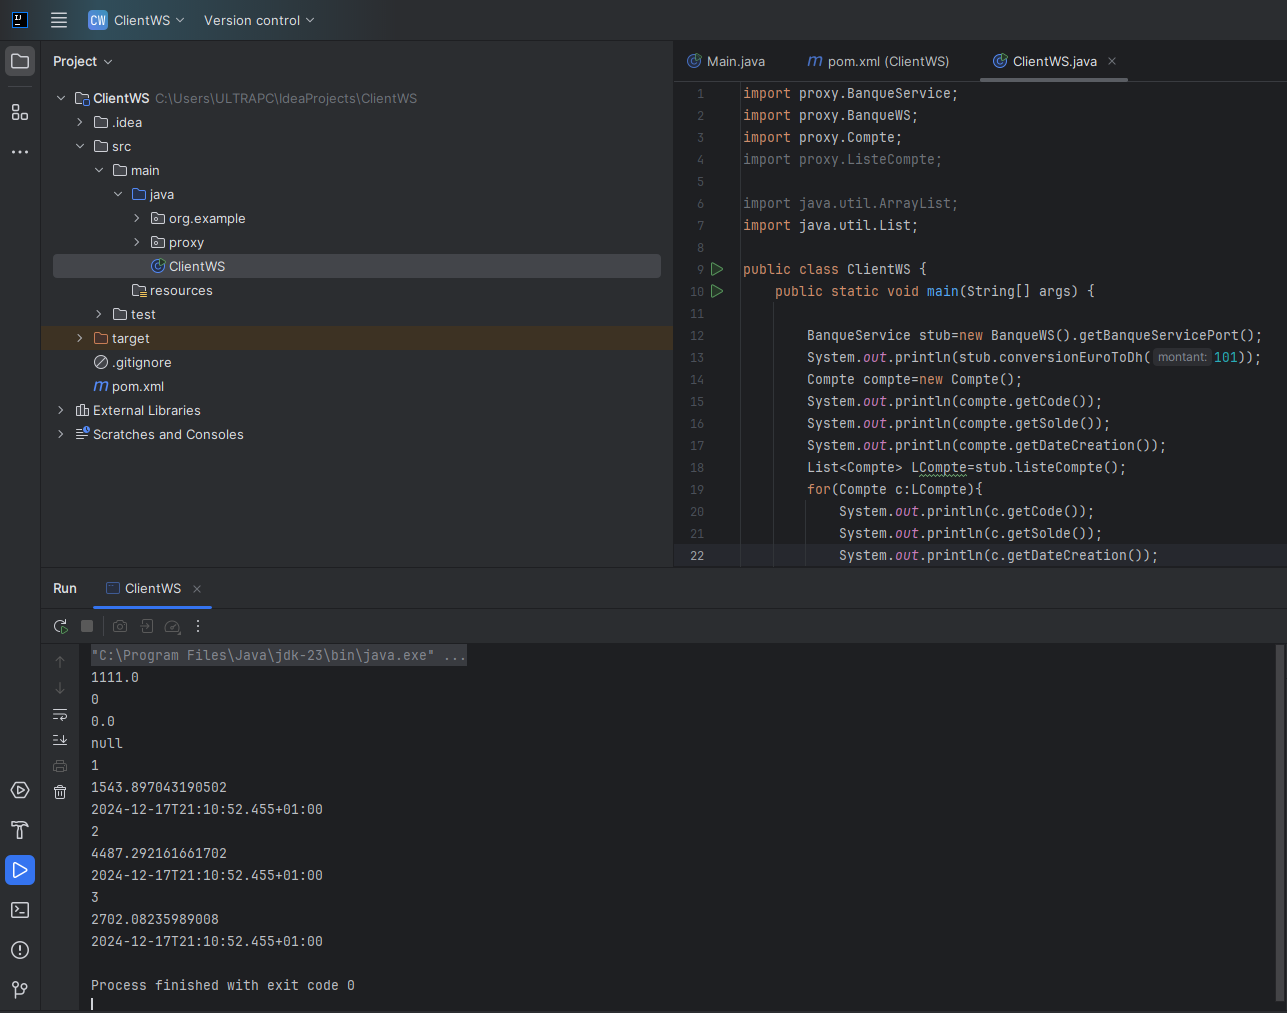 CW ClientWS Version control
Project
ClientWS C:\Users\ULTRAPC\IdeaProjects\ClientWS
.idea
src
main
java
org.example
proxy
ClientWS
resources
test
target
.gitignore
m pom.xml
External Libraries
Scratches and Consoles
Main.java m pom.xml (ClientWS) ClientWS.java
1 import proxy.BanqueService;
2 import proxy.BanqueWS;
3 import proxy.Compte;
4 import proxy.ListeCompte;
5
6 import java.util.ArrayList;
7 import java.util.List;
8
9 public class ClientWS {
10 public static void main(String[] args) {
11
12 BanqueService stub=new BanqueWS().getBanqueServicePort();
13 System.out.println(stub.conversionEuroToDh( montant: 101));
14 Compte compte=new Compte();
15 System.out.println(compte.getCode());
16 System.out.println(compte.getSolde());
17 System.out.println(compte.getDateCreation());
18 List<Compte> LCompte=stub.listeCompte();
19 for(Compte c:LCompte){
20 System.out.println(c.getCode());
21 System.out.println(c.getSolde());
22 System.out.println(c.getDateCreation());
Run ClientWS
"C:\Program Files\Java\jdk-23\bin\java.exe" ...
1111.0
0
0.0
null
1
1543.897043190502
2024-12-17T21:10:52.455+01:00
2
4487.292161661702
2024-12-17T21:10:52.455+01:00
3
2702.08235989008
2024-12-17T21:10:52.455+01:00
Process finished with exit code 0